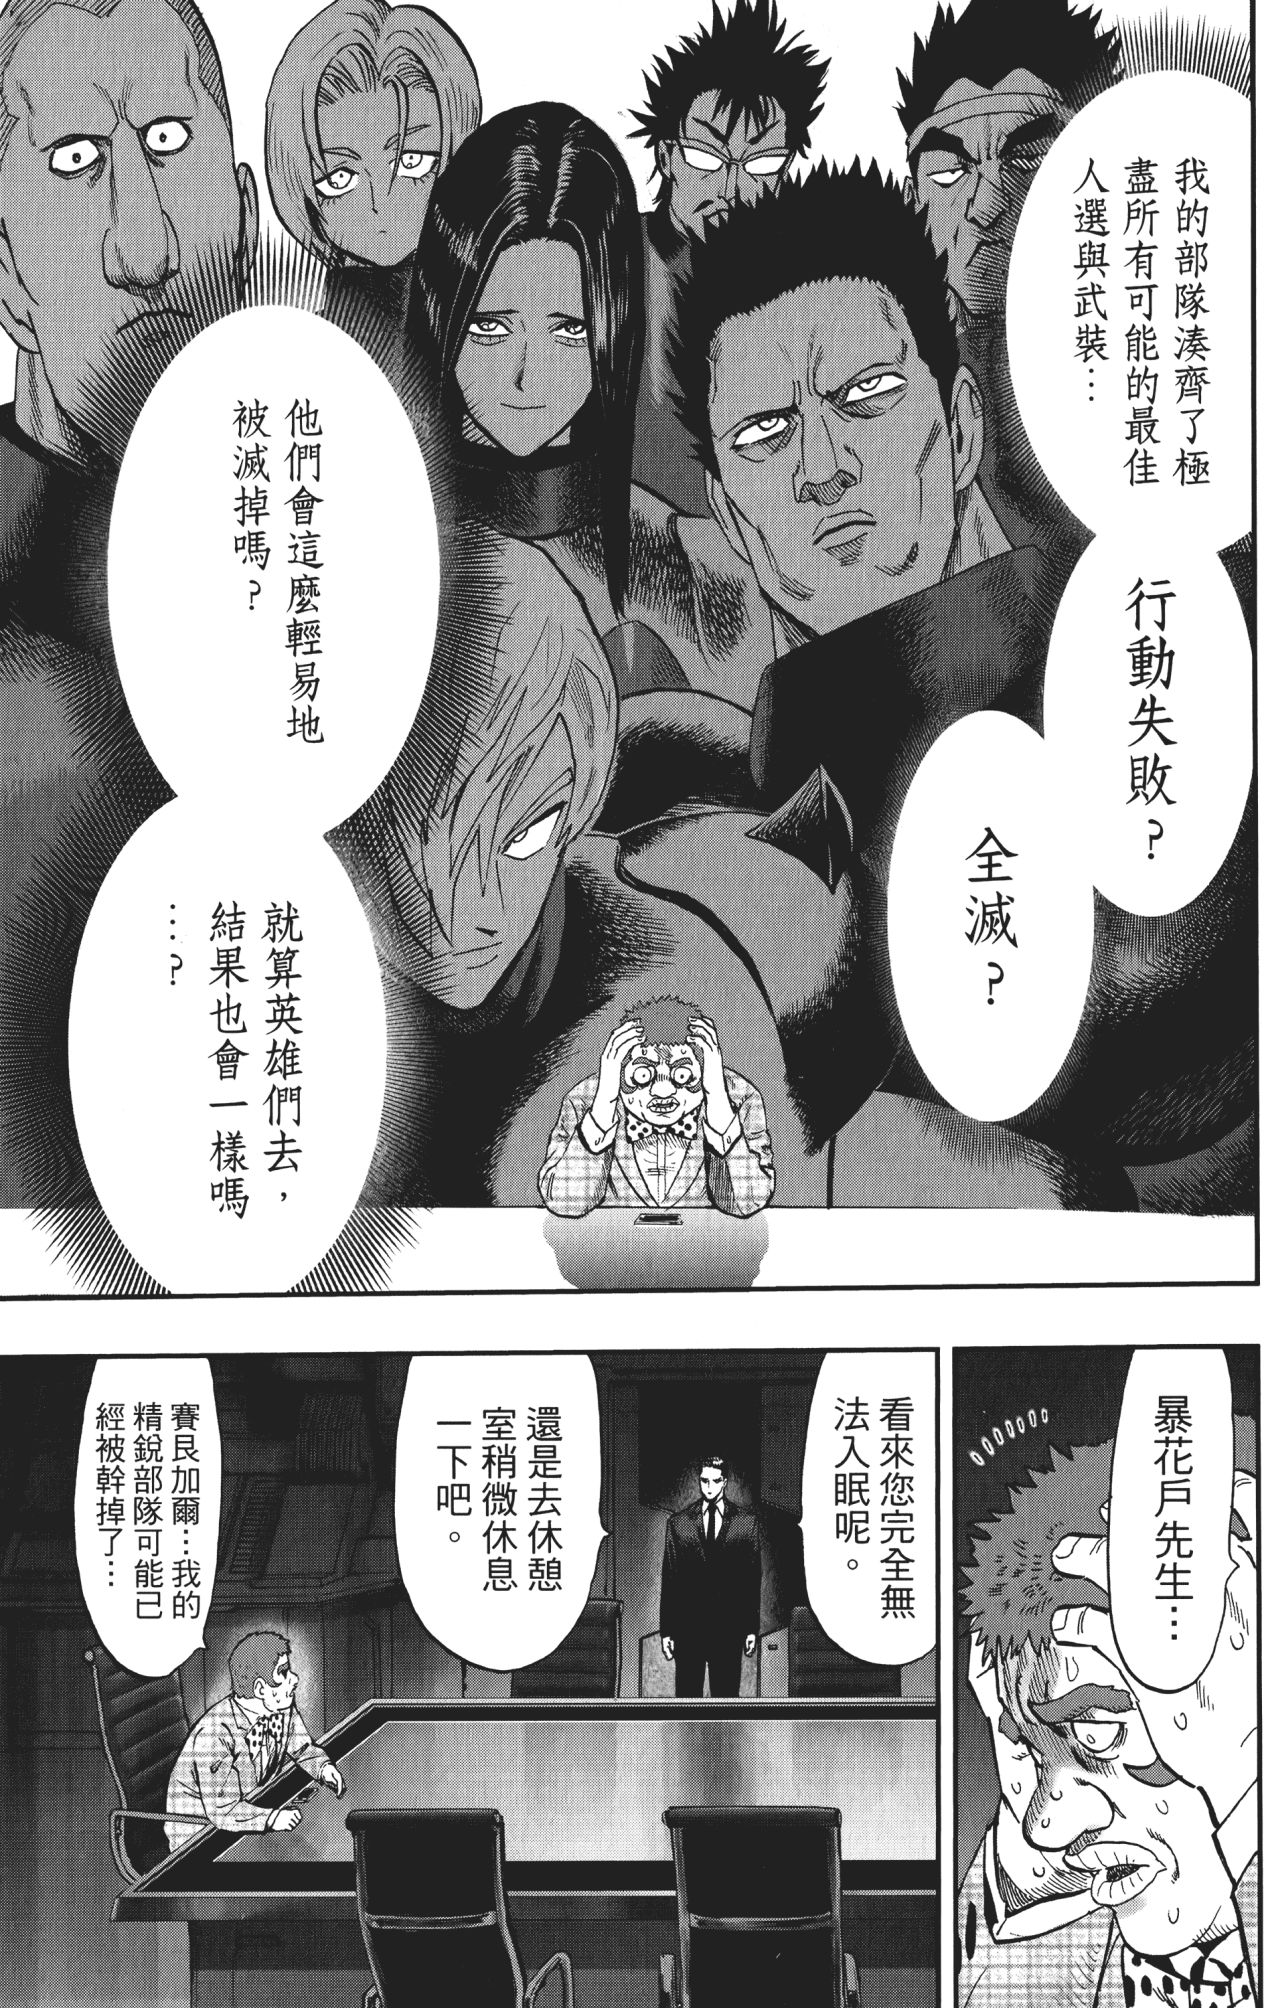 我的部隊湊齊了極
盡所有可能的最佳
人選與武裝…
行動失敗?
全滅?
他們會這麼輕易地
被滅掉嗎?
就算英雄們去,
結果也會一樣嗎
…?
暴花戶先生…
看來您完全無
法入眠呢。
還是去休憩
室稍微休息
一下吧。
賽艮加爾…我的
精銳部隊可能已
經被幹掉了…